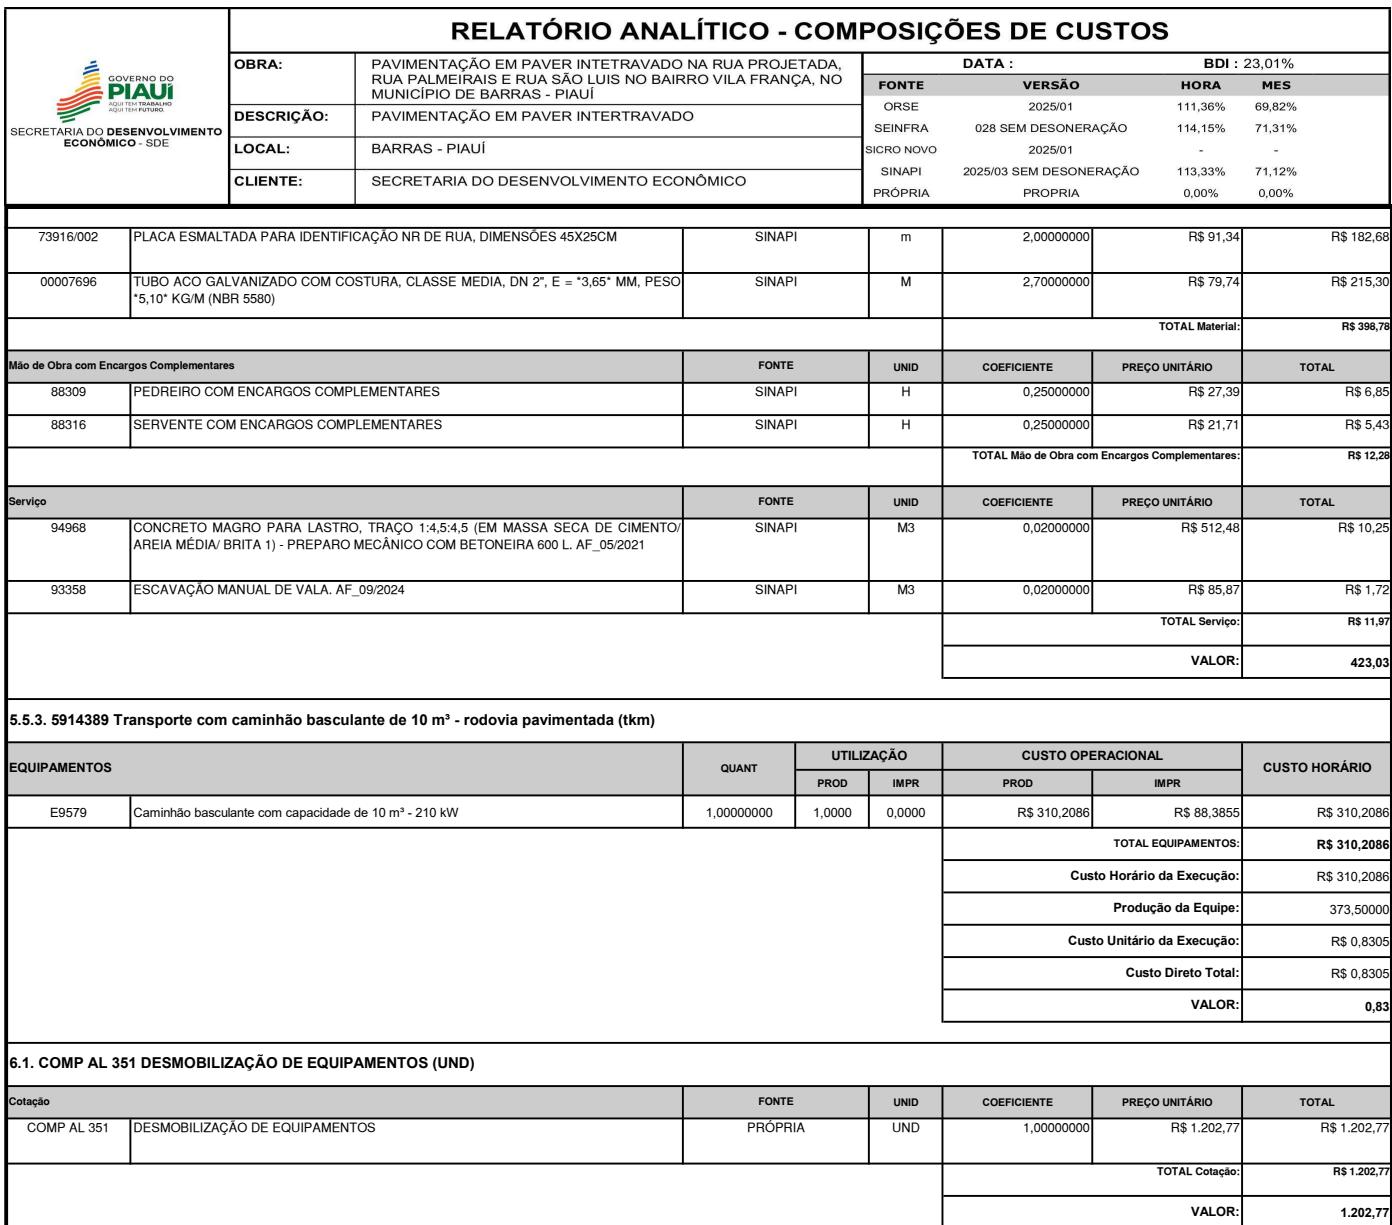 RELATÓRIO ANALÍTICO - COMPOSIÇÕES DE CUSTOS
GOVERNO DO
PIAUÍ
AQUI TEM TRABALHO
AQUI TEM FUTURO.
SECRETARIA DO DESENVOLVIMENTO
ECONÔMICO - SDE
OBRA: PAVIMENTAÇÃO EM PAVER INTETRAVADO NA RUA PROJETADA,
RUA PALMEIRAIS E RUA SÃO LUIS NO BAIRRO VILA FRANÇA, NO
MUNICÍPIO DE BARRAS - PIAUÍ
DESCRIÇÃO: PAVIMENTAÇÃO EM PAVER INTERTRAVADO
LOCAL: BARRAS - PIAUÍ
CLIENTE: SECRETARIA DO DESENVOLVIMENTO ECONÔMICO
DATA : BDI : 23,01%
FONTE VERSÃO HORA MES
ORSE 2025/01 111,36% 69,82%
SEINFRA 028 SEM DESONERAÇÃO 114,15% 71,31%
SICRO NOVO 2025/01 - -
SINAPI 2025/03 SEM DESONERAÇÃO 113,33% 71,12%
PRÓPRIA PROPRIA 0,00% 0,00%
73916/002 PLACA ESMALTADA PARA IDENTIFICAÇÃO NR DE RUA, DIMENSÕES 45X25CM SINAPI m 2,00000000 R$ 91,34 R$ 182,68
00007696 TUBO ACO GALVANIZADO COM COSTURA, CLASSE MEDIA, DN 2", E = *3,65* MM, PESO SINAPI M 2,70000000 R$ 79,74 R$ 215,30
*5,10* KG/M (NBR 5580)
TOTAL Material: R$ 398,78
Mão de Obra com Encargos Complementares FONTE UNID COEFICIENTE PREÇO UNITÁRIO TOTAL
88309 PEDREIRO COM ENCARGOS COMPLEMENTARES SINAPI H 0,25000000 R$ 27,39 R$ 6,85
88316 SERVENTE COM ENCARGOS COMPLEMENTARES SINAPI H 0,25000000 R$ 21,71 R$ 5,43
TOTAL Mão de Obra com Encargos Complementares: R$ 12,28
Serviço FONTE UNID COEFICIENTE PREÇO UNITÁRIO TOTAL
94968 CONCRETO MAGRO PARA LASTRO, TRAÇO 1:4,5:4,5 (EM MASSA SECA DE CIMENTO/ SINAPI M3 0,02000000 R$ 512,48 R$ 10,25
AREIA MÉDIA/ BRITA 1) - PREPARO MECÂNICO COM BETONEIRA 600 L. AF_05/2021
93358 ESCAVAÇÃO MANUAL DE VALA. AF_09/2024 SINAPI M3 0,02000000 R$ 85,87 R$ 1,72
TOTAL Serviço: R$ 11,97
VALOR: 423,03
5.5.3. 5914389 Transporte com caminhão basculante de 10 m³ - rodovia pavimentada (tkm)
EQUIPAMENTOS QUANT UTILIZAÇÃO CUSTO OPERACIONAL CUSTO HORÁRIO
PROD IMPR PROD IMPR
E9579 Caminhão basculante com capacidade de 10 m³ - 210 kW 1,00000000 1,0000 0,0000 R$ 310,2086 R$ 88,3855 R$ 310,2086
TOTAL EQUIPAMENTOS: R$ 310,2086
Custo Horário da Execução: R$ 310,2086
Produção da Equipe: 373,50000
Custo Unitário da Execução: R$ 0,8305
Custo Direto Total: R$ 0,8305
VALOR: 0,83
6.1. COMP AL 351 DESMOBILIZAÇÃO DE EQUIPAMENTOS (UND)
Cotação FONTE UNID COEFICIENTE PREÇO UNITÁRIO TOTAL
COMP AL 351 DESMOBILIZAÇÃO DE EQUIPAMENTOS PRÓPRIA UND 1,00000000 R$ 1.202,77 R$ 1.202,77
TOTAL Cotação: R$ 1.202,77
VALOR: 1.202,77